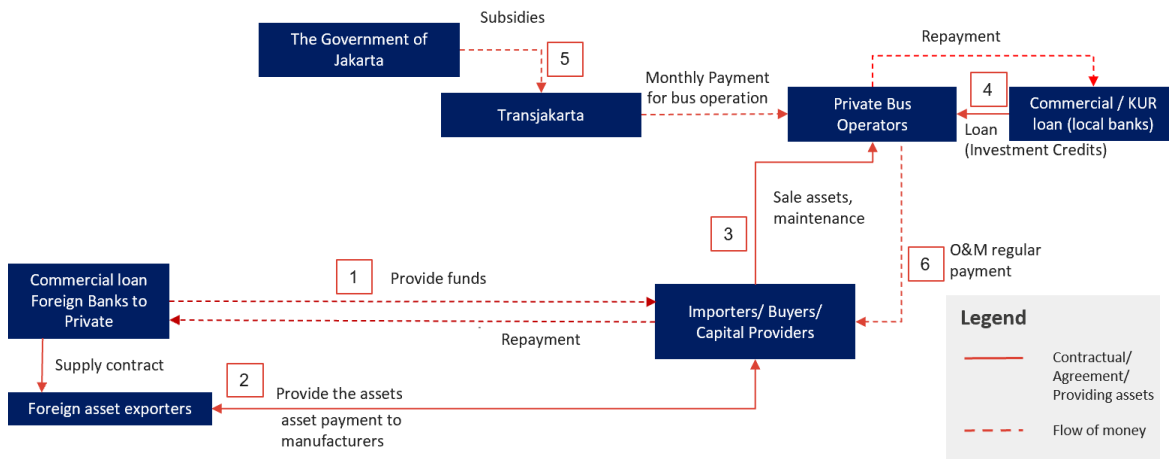 Subsidies
The Government of
Jakarta
5
Repayment
Monthly Payment
for bus operation
Transjakarta
Private Bus
Operators
4
Commercial / KUR
loan (local banks)
Loan
(Investment Credits)
Sale assets,
maintenance
3
O&M regular
payment
6
Commercial loan
Foreign Banks to
Private
1
Provide funds
Importers/ Buyers/
Capital Providers
Repayment
Supply contract
2
Provide the assets
asset payment to
manufacturers
Foreign asset exporters
Legend
Contractual/
Agreement/
Providing assets
Flow of money